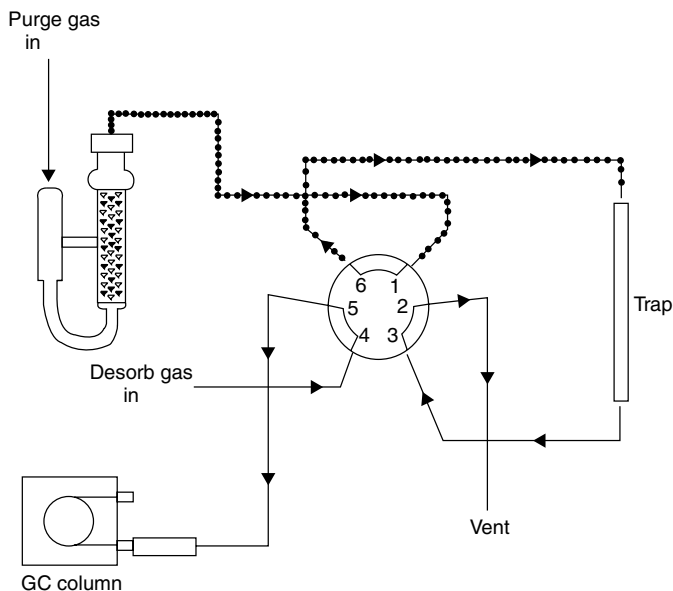 Purge gas
in
6 1
5 2
4 3
Trap
Desorb gas
in
Vent
GC column